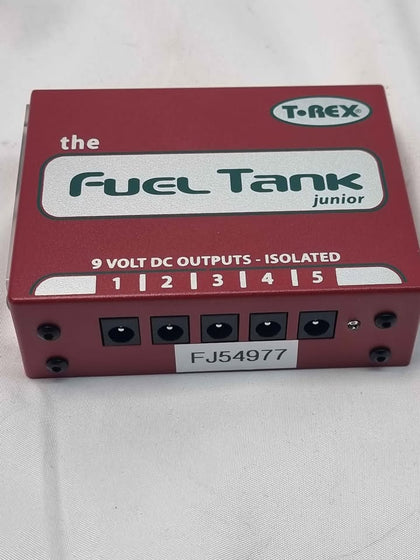 T•REX®
the
Fuel Tank
junior
9 VOLT DC OUTPUTS - ISOLATED
1 | 2 | 3 | 4 | 5
FJ54977